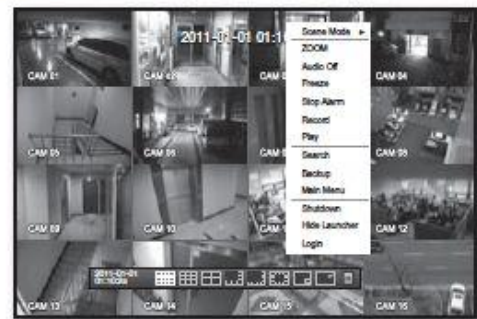 2011-01-01 01:10
Scene Mode
ZOOM
Audio Off
Freeze
Stop Alarm
Record
Play
Search
Backup
Main Menu
Shutdown
Hide Launcher
Login
CAM 01
CAM 02
CAM
CAM 04
CAM 05
CAM 06
CAM
CAM 08
CAM 09
CAM 10
CAM 12
2011-01-01
CAM 13
CAM 14
CAM 15
CAM 16